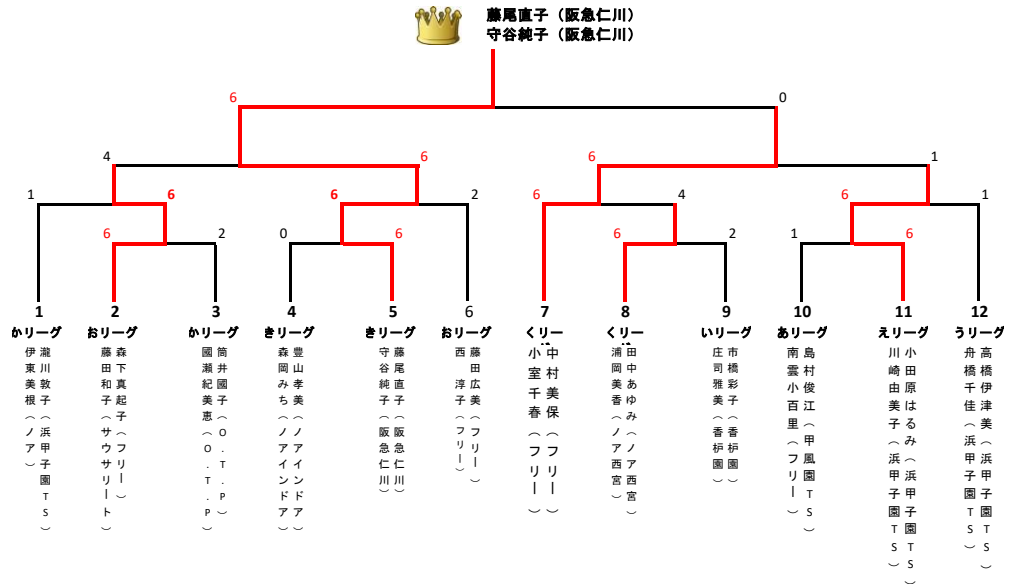 藤尾直子（阪急仁川）
守谷純子（阪急仁川）
6
0
4
6
6
1
1
6
6
2
6
4
6
1
6
2
0
6
6
2
1
6
1
2
3
4
5
6
7
8
9
10
11
12
かリーグ
おリーグ
かリーグ
きリーグ
きリーグ
おリーグ
くリー
くリー
いリーグ
あリーグ
えリーグ
うリーグ
瀧川敦子（浜甲子園TS）
伊東美根（ノア）
森下真起子（フリー）
藤田和子（サウサリート）
筒井國子（O.T.P）
國瀬紀美恵（O.T.P）
豊山孝美（ノアインドア）
森岡みち（ノアインドア）
藤尾直子（阪急仁川）
守谷純子（阪急仁川）
藤田広美（フリー）
西　淳子（フリー）
中村美保（フリー）
小室千春（フリー）
田中あゆみ（ノア西宮）
浦岡美香（ノア西宮）
市橋彩子（香枦園）
庄司雅美（香枦園）
島村俊江（甲風園TS）
南雲小百里（フリー）
小田原はるみ（浜甲子園TS）
川崎由美子（浜甲子園TS）
高橋伊津美（浜甲子園TS）
舟橋千佳（浜甲子園TS）